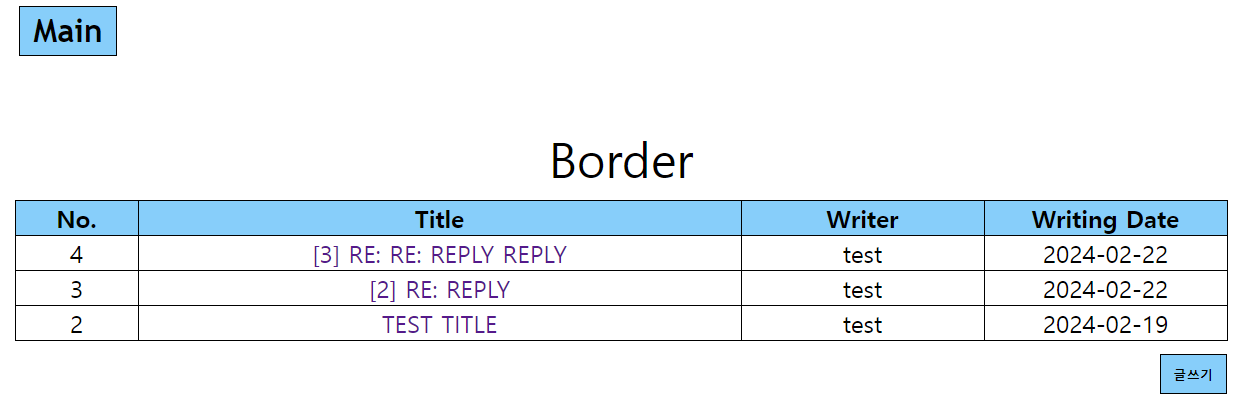 Main
Border
No. Title Writer Writing Date
4 [3] RE: RE: REPLY REPLY test 2024-02-22
3 [2] RE: REPLY test 2024-02-22
2 TEST TITLE test 2024-02-19
글쓰기